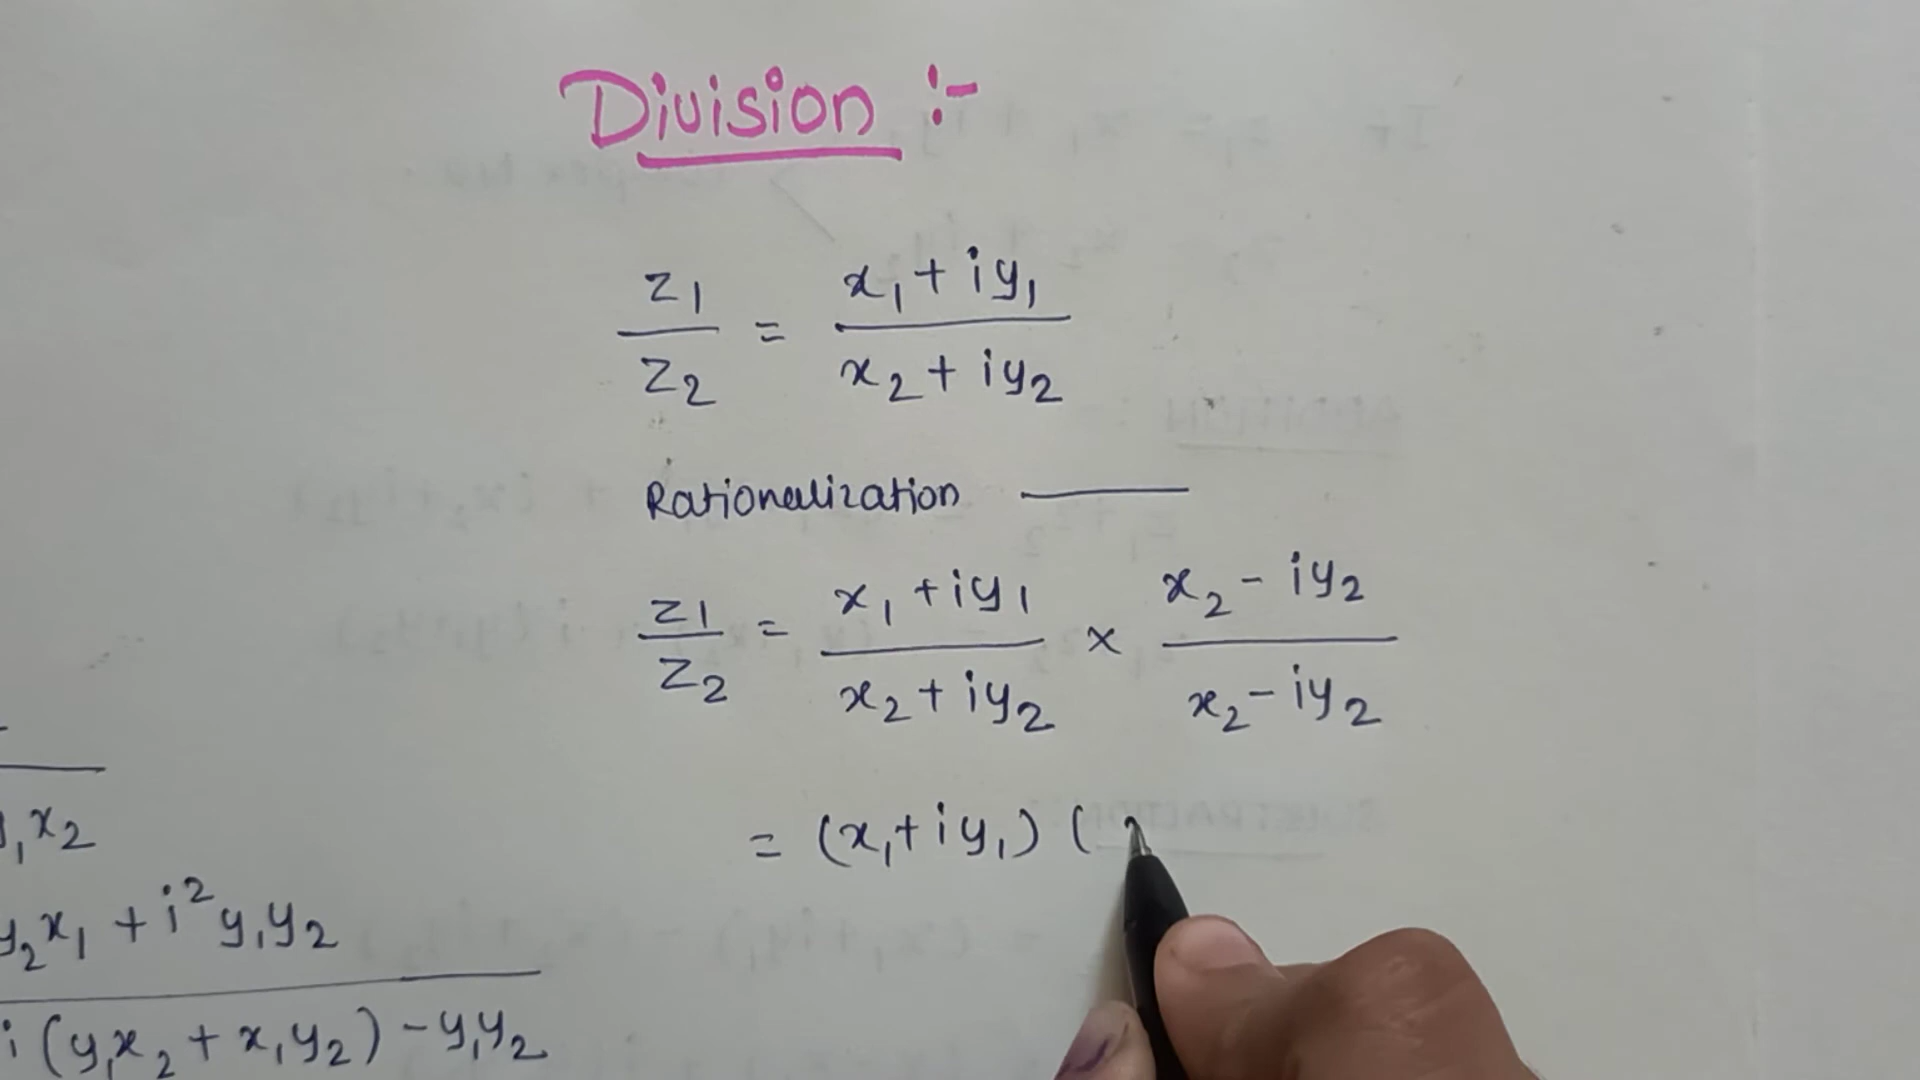 Division :-
z₁/z₂ = (x₁ + iy₁)/(x₂ + iy₂)
Rationalization ———
z₁/z₂ = (x₁ + iy₁)/(x₂ + iy₂) × (x₂ - iy₂)/(x₂ - iy₂)
= (x₁ + iy₁) (
₁x₂
y₂x₁ + i²y₁y₂
i (y₁x₂ + x₁y₂) - y₁y₂